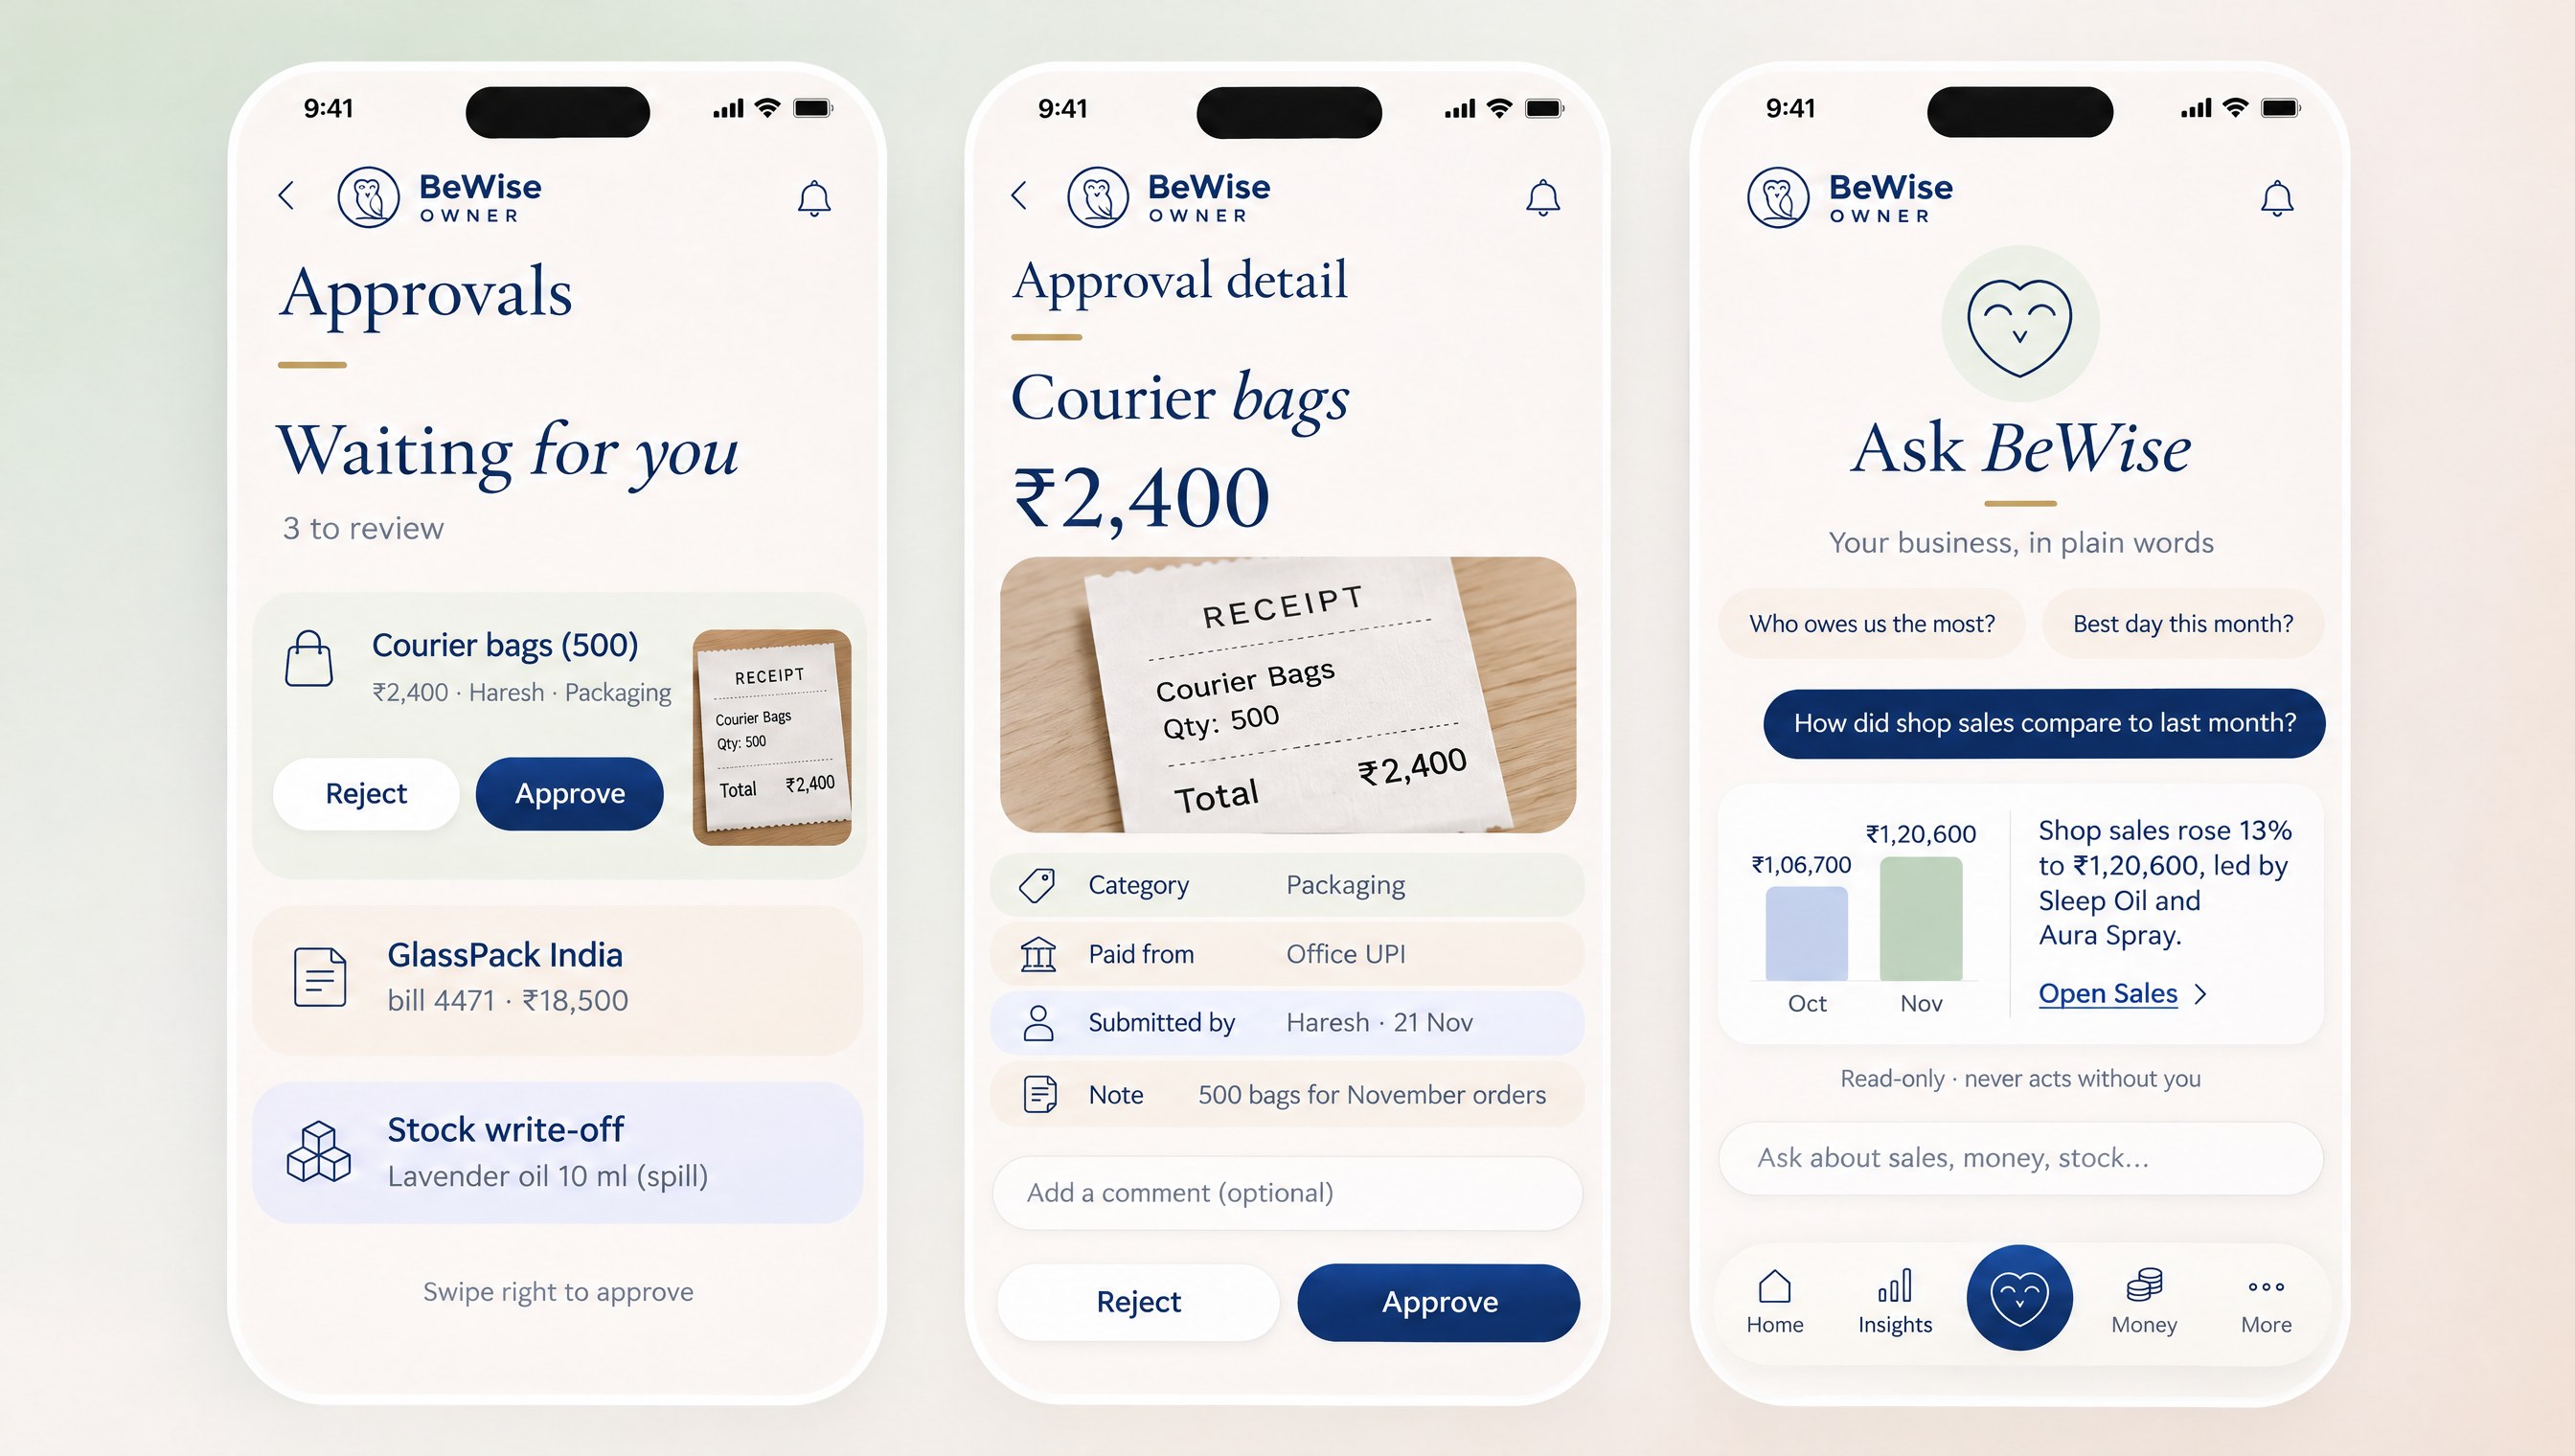 9:41
BeWise
OWNER
Approvals
Waiting for you
3 to review
Courier bags (500)
₹2,400 · Haresh · Packaging
Reject
Approve
RECEIPT
Courier Bags
Qty: 500
Total ₹2,400
GlassPack India
bill 4471 · ₹18,500
Stock write-off
Lavender oil 10 ml (spill)
Swipe right to approve
9:41
BeWise
OWNER
Approval detail
Courier bags
₹2,400
RECEIPT
Courier Bags
Qty: 500
Total ₹2,400
Category Packaging
Paid from Office UPI
Submitted by Haresh · 21 Nov
Note 500 bags for November orders
Add a comment (optional)
Reject
Approve
9:41
BeWise
OWNER
Ask BeWise
Your business, in plain words
Who owes us the most?
Best day this month?
How did shop sales compare to last month?
₹1,06,700
₹1,20,600
Oct
Nov
Shop sales rose 13%
to ₹1,20,600, led by
Sleep Oil and
Aura Spray.
Open Sales
Read-only · never acts without you
Ask about sales, money, stock...
Home
Insights
Money
More